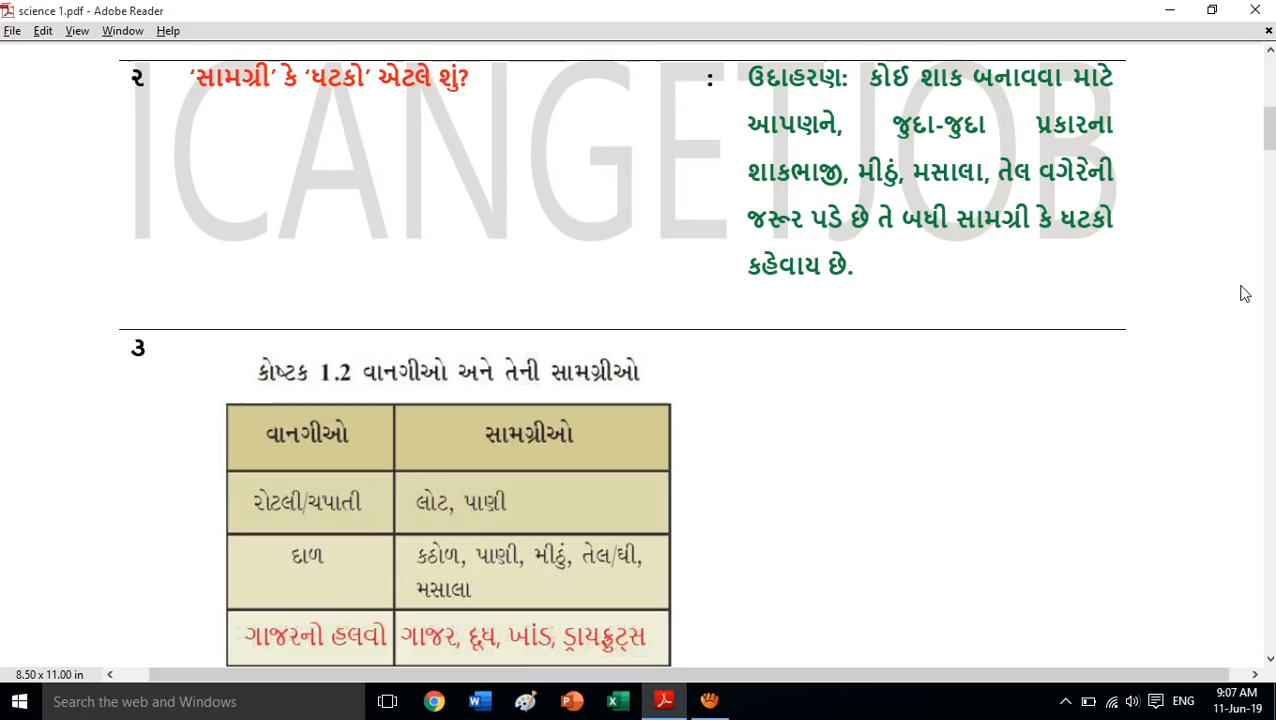 science 1.pdf - Adobe Reader
File Edit View Window Help
ICANGETJOB
૨ ‘સામગ્રી’ કે ‘ઘટકો’ એટલે શું? : ઉદાહરણ: કોઈ શાક બનાવવા માટે
આપણને, જુદા-જુદા પ્રકારના
શાકભાજી, મીઠું, મસાલા, તેલ વગેરેની
જરૂર પડે છે તે બધી સામગ્રી કે ઘટકો
કહેવાય છે.
૩
કોષ્ટક 1.2 વાનગીઓ અને તેની સામગ્રીઓ
વાનગીઓ સામગ્રીઓ
રોટલી/ચપાતી લોટ, પાણી
દાળ કઠોળ, પાણી, મીઠું, તેલ/ઘી,
મસાલા
ગાજરનો હલવો ગાજર, દૂધ, ખાંડ, ડ્રાયફ્રુટ્સ
8.50 x 11.00 in
Search the web and Windows
ENG
9:07 AM
11-Jun-19